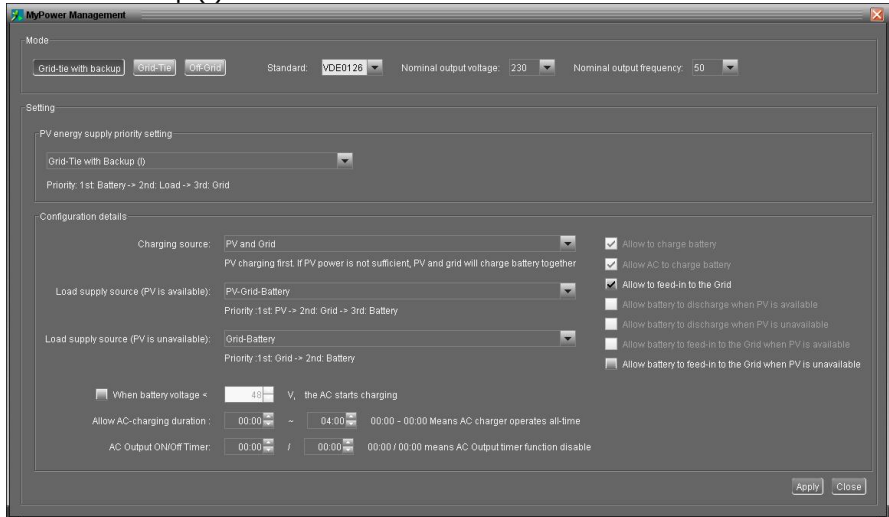 MyPower Management
Mode
Grid-tie with backup Grid-Tie Off-Grid Standard: VDE0126 Nominal output voltage: 230 Nominal output frequency: 50
Setting
PV energy supply priority setting
Grid-Tie with Backup (I)
Priority: 1st: Battery -> 2nd: Load -> 3rd: Grid
Configuration details
Charging source: PV and Grid
PV charging first. If PV power is not sufficient, PV and grid will charge battery together
Load supply source (PV is available): PV-Grid-Battery
Priority :1st: PV -> 2nd: Grid -> 3rd: Battery
Load supply source (PV is unavailable): Grid-Battery
Priority :1st: Grid -> 2nd: Battery
Allow to charge battery
Allow AC to charge battery
Allow to feed-in to the Grid
Allow battery to discharge when PV is available
Allow battery to discharge when PV is unavailable
Allow battery to feed-in to the Grid when PV is available
Allow battery to feed-in to the Grid when PV is unavailable
When battery voltage < 48 V, the AC starts charging
Allow AC-charging duration : 00:00 ~ 04:00 00:00 - 00:00 Means AC charger operates all-time
AC Output ON/Off Timer: 00:00 / 00:00 00:00 / 00:00 means AC Output timer function disable
Apply Close